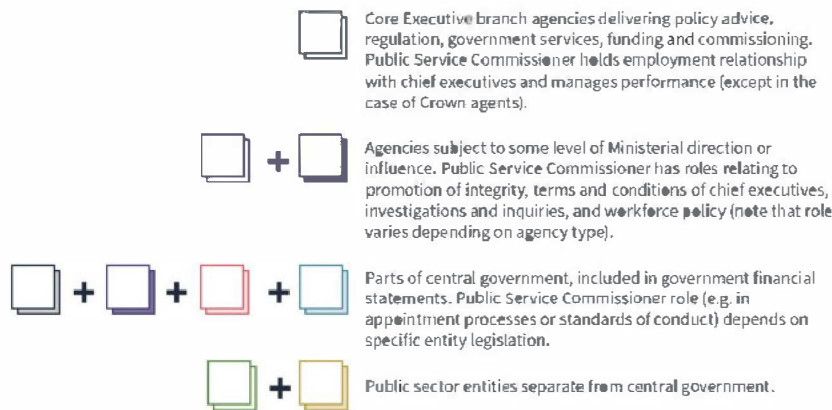 Core Executive branch agencies delivering policy advice,
regulation, government services, funding and commissioning.
Public Service Commissioner holds employment relationship
with chief executives and manages performance (except in the
case of Crown agents).
+
Agencies subject to some level of Ministerial direction or
influence. Public Service Commissioner has roles relating to
promotion of integrity, terms and conditions of chief executives,
investigations and inquiries, and workforce policy (note that role
varies depending on agency type).
+ + +
Parts of central government, included in government financial
statements. Public Service Commissioner role (e.g. in
appointment processes or standards of conduct) depends on
specific entity legislation.
+
Public sector entities separate from central government.